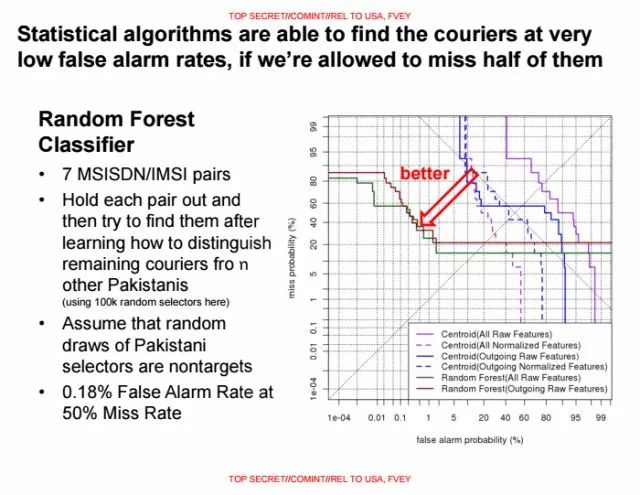 TOP SECRET//COMINT//REL TO USA, FVEY
Statistical algorithms are able to find the couriers at very
low false alarm rates, if we're allowed to miss half of them
Random Forest
Classifier
• 7 MSISDN/IMSI pairs
• Hold each pair out and
then try to find them after
learning how to distinguish
remaining couriers fro n
other Pakistanis
(using 100k random selectors here)
• Assume that random
draws of Pakistani
selectors are nontargets
• 0.18% False Alarm Rate at
50% Miss Rate
better
miss probability (%)
99
95
80
60
40
20
5
1
0.1
0.01
1e-04
Centroid(All Raw Features)
Centroid(All Normalized Features)
Centroid(Outgoing Raw Features)
Centroid(Outgoing Normalized Features)
Random Forest(All Raw Features)
Random Forest(Outgoing Raw Features)
1e-04 0.01 0.1 1 5 20 40 60 80 95 99
false alarm probability (%)
TOP SECRET//COMINT//REL TO USA, FVEY